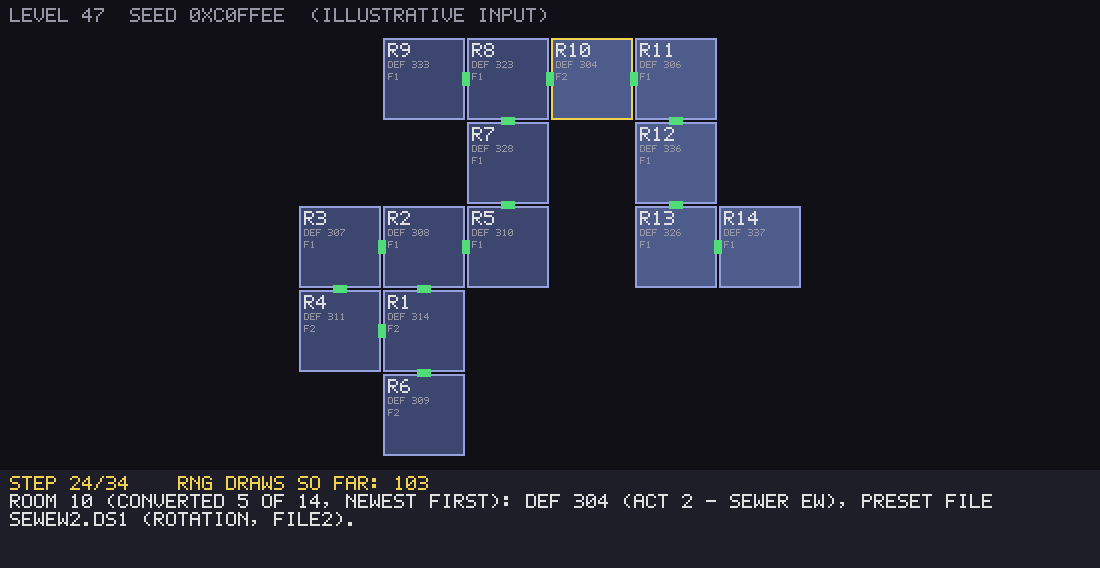 LEVEL 47 SEED 0XC0FFEE (ILLUSTRATIVE INPUT)
R9 R8 R10 R11
DEF 333 DEF 323 DEF 304 DEF 306
F1 F1 F2 F1
R7 R12
DEF 328 DEF 336
F1 F1
R3 R2 R5 R13 R14
DEF 307 DEF 308 DEF 310 DEF 326 DEF 337
F1 F1 F1 F1 F1
R4 R1
DEF 311 DEF 314
F2 F2
R6
DEF 309
F2
STEP 24/34 RNG DRAWS SO FAR: 103
ROOM 10 (CONVERTED 5 OF 14, NEWEST FIRST): DEF 304 (ACT 2 - SEWER EW), PRESET FILE
SEWEW2.DS1 (ROTATION, FILE2).